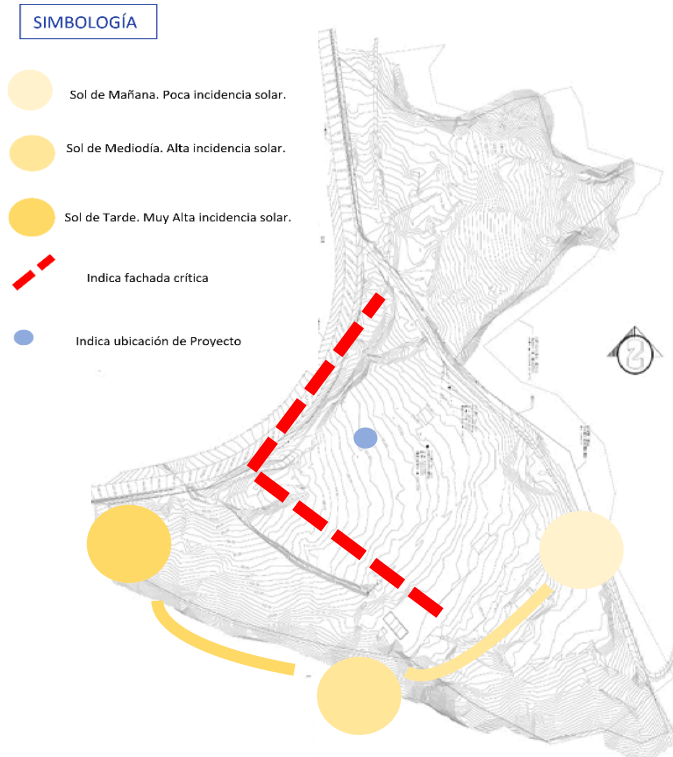 SIMBOLOGÍA
Sol de Mañana. Poca incidencia solar.
Sol de Mediodía. Alta incidencia solar.
Sol de Tarde. Muy Alta incidencia solar.
Indica fachada crítica
Indica ubicación de Proyecto